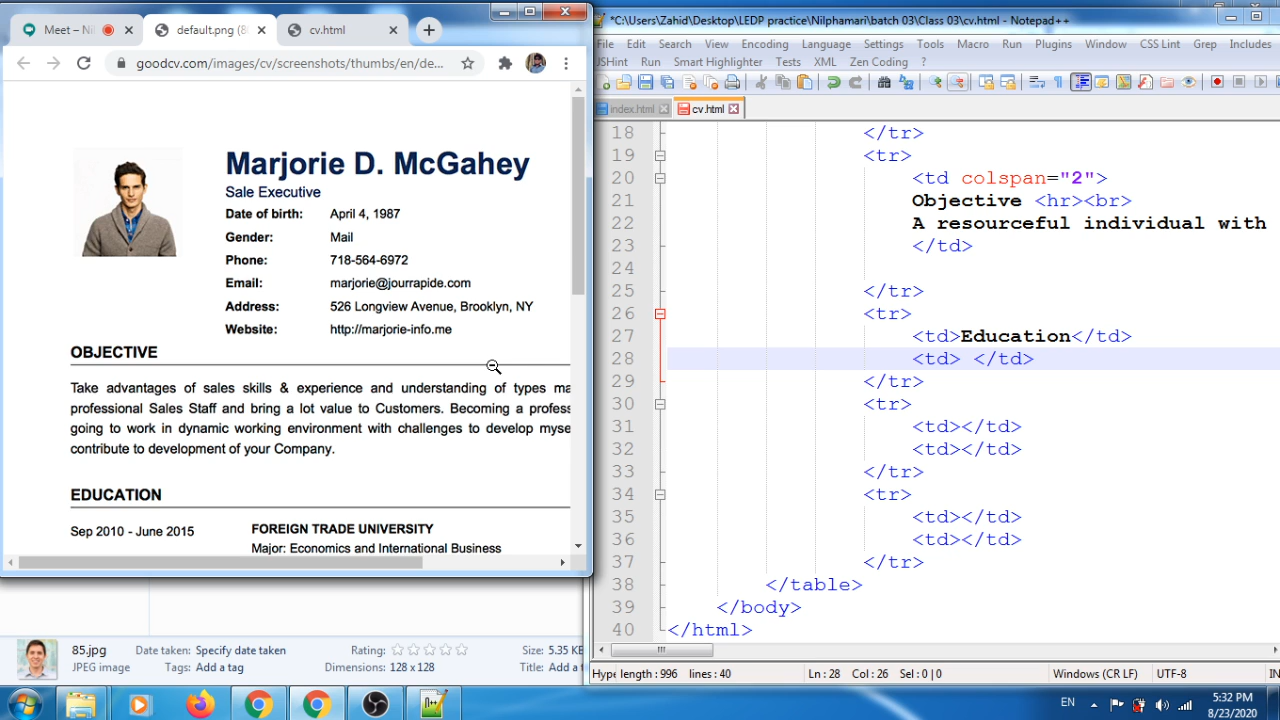 Meet – Ni
default.png (8
cv.html
goodcv.com/images/cv/screenshots/thumbs/en/de...
Marjorie D. McGahey
Sale Executive
Date of birth: April 4, 1987
Gender: Mail
Phone: 718-564-6972
Email: marjorie@jourrapide.com
Address: 526 Longview Avenue, Brooklyn, NY
Website: http://marjorie-info.me
OBJECTIVE
Take advantages of sales skills & experience and understanding of types ma
professional Sales Staff and bring a lot value to Customers. Becoming a profess
going to work in dynamic working environment with challenges to develop myse
contribute to development of your Company.
EDUCATION
Sep 2010 - June 2015 FOREIGN TRADE UNIVERSITY
Major: Economics and International Business
85.jpg Date taken: Specify date taken Rating: Size: 5.35 KB
JPEG image Tags: Add a tag Dimensions: 128 x 128 Title: Add a t
*C:\Users\Zahid\Desktop\LEDP practice\Nilphamari\batch 03\Class 03\cv.html - Notepad++
File Edit Search View Encoding Language Settings Tools Macro Run Plugins Window CSS Lint Grep Includes
JSHint Run Smart Highlighter Tests XML Zen Coding ?
index.html cv.html
18 </tr>
19 <tr>
20 <td colspan="2">
21 Objective <hr><br>
22 A resourceful individual with
23 </td>
24
25 </tr>
26 <tr>
27 <td>Education</td>
28 <td> </td>
29 </tr>
30 <tr>
31 <td></td>
32 <td></td>
33 </tr>
34 <tr>
35 <td></td>
36 <td></td>
37 </tr>
38 </table>
39 </body>
40 </html>
Hype length : 996 lines : 40 Ln : 28 Col : 26 Sel : 0 | 0 Windows (CR LF) UTF-8 IN
EN 5:32 PM
8/23/2020